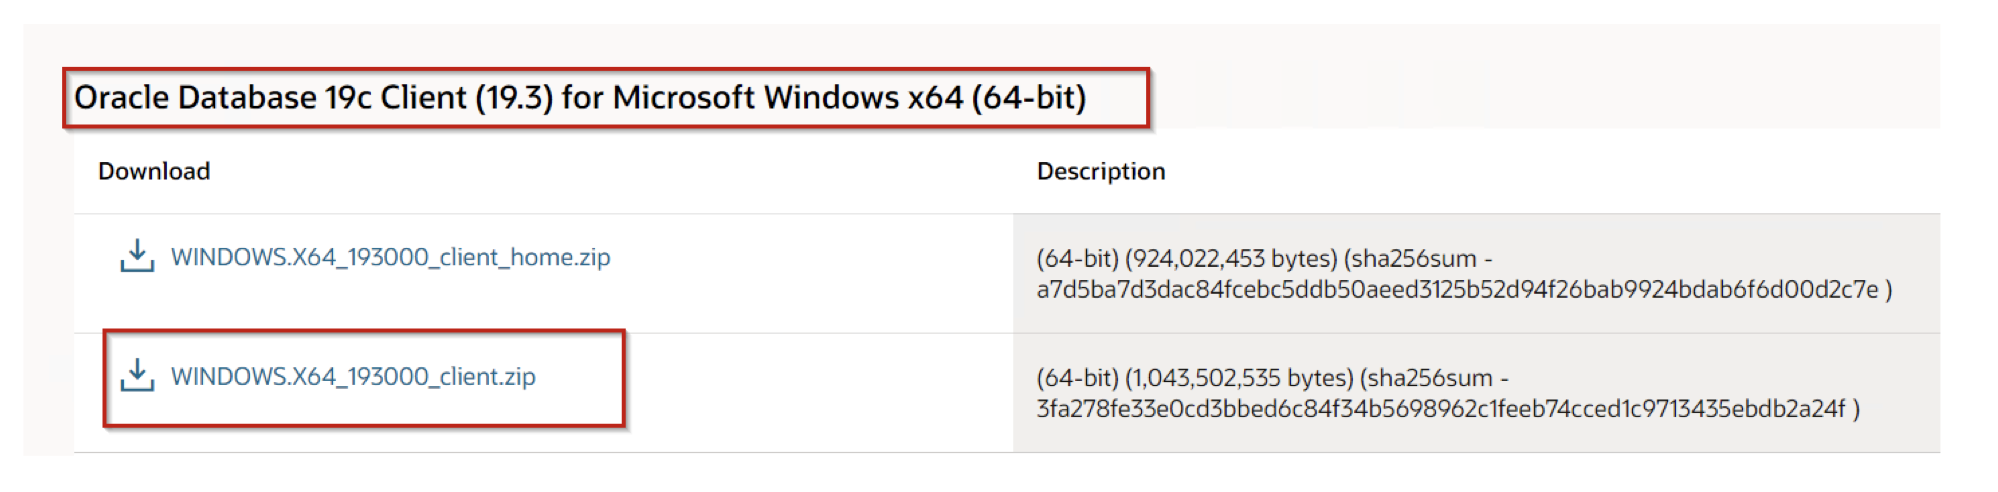 Oracle Database 19c Client (19.3) for Microsoft Windows x64 (64-bit)
Download
Description
WINDOWS.X64_193000_client_home.zip
(64-bit) (924,022,453 bytes) (sha256sum -
a7d5ba7d3dac84fcebc5ddb50aeed3125b52d94f26bab9924bdab6f6d00d2c7e )
WINDOWS.X64_193000_client.zip
(64-bit) (1,043,502,535 bytes) (sha256sum -
3fa278fe33e0cd3bbed6c84f34b5698962c1feeb74cced1c9713435ebdb2a24f )